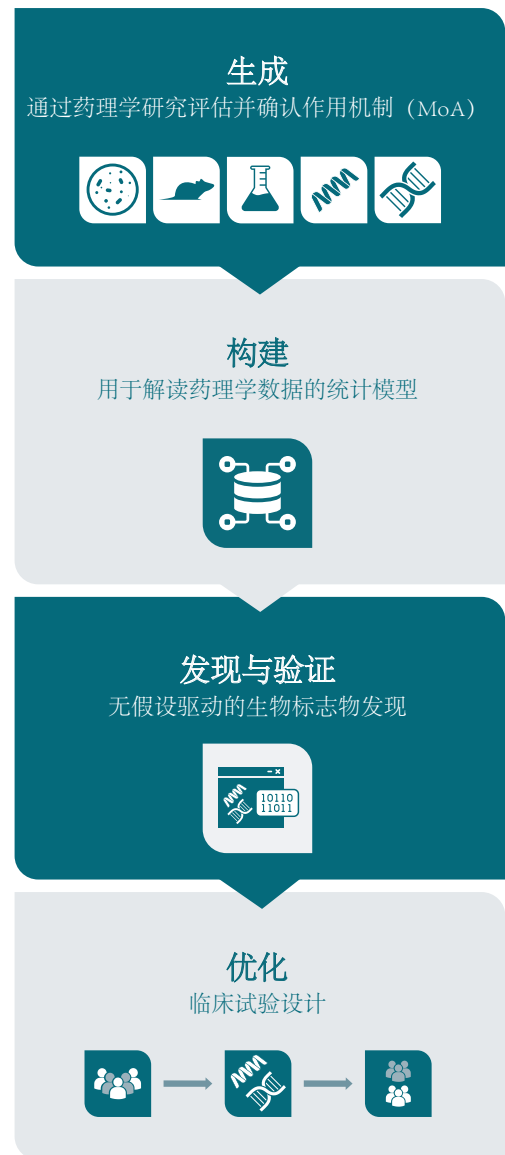 生成
通过药理学研究评估并确认作用机制（MoA）
构建
用于解读药理学数据的统计模型
发现与验证
无假设驱动的生物标志物发现
10110
11011
优化
临床试验设计